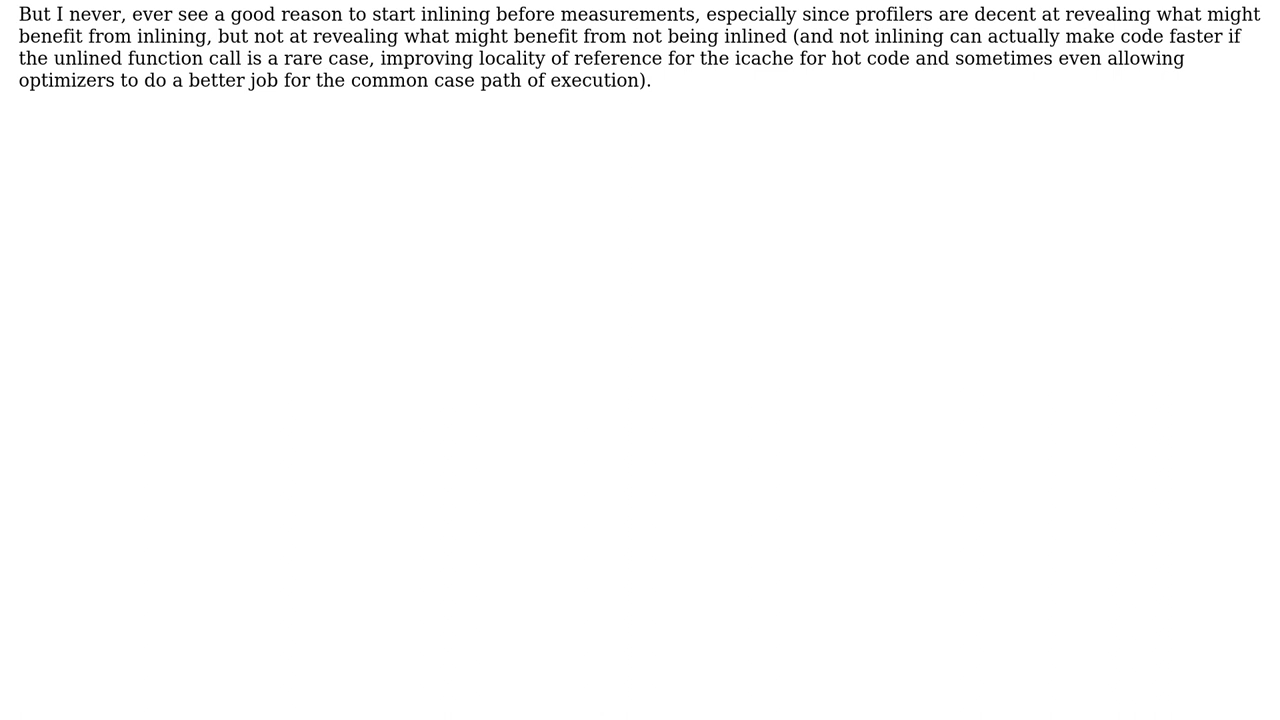 But I never, ever see a good reason to start inlining before measurements, especially since profilers are decent at revealing what might
benefit from inlining, but not at revealing what might benefit from not being inlined (and not inlining can actually make code faster if
the unlined function call is a rare case, improving locality of reference for the icache for hot code and sometimes even allowing
optimizers to do a better job for the common case path of execution).